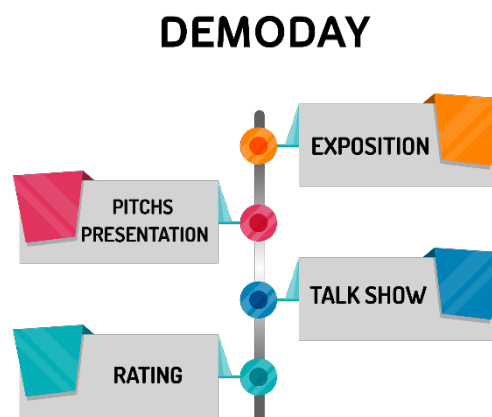 DEMODAY
EXPOSITION
PITCHS
PRESENTATION
TALK SHOW
RATING